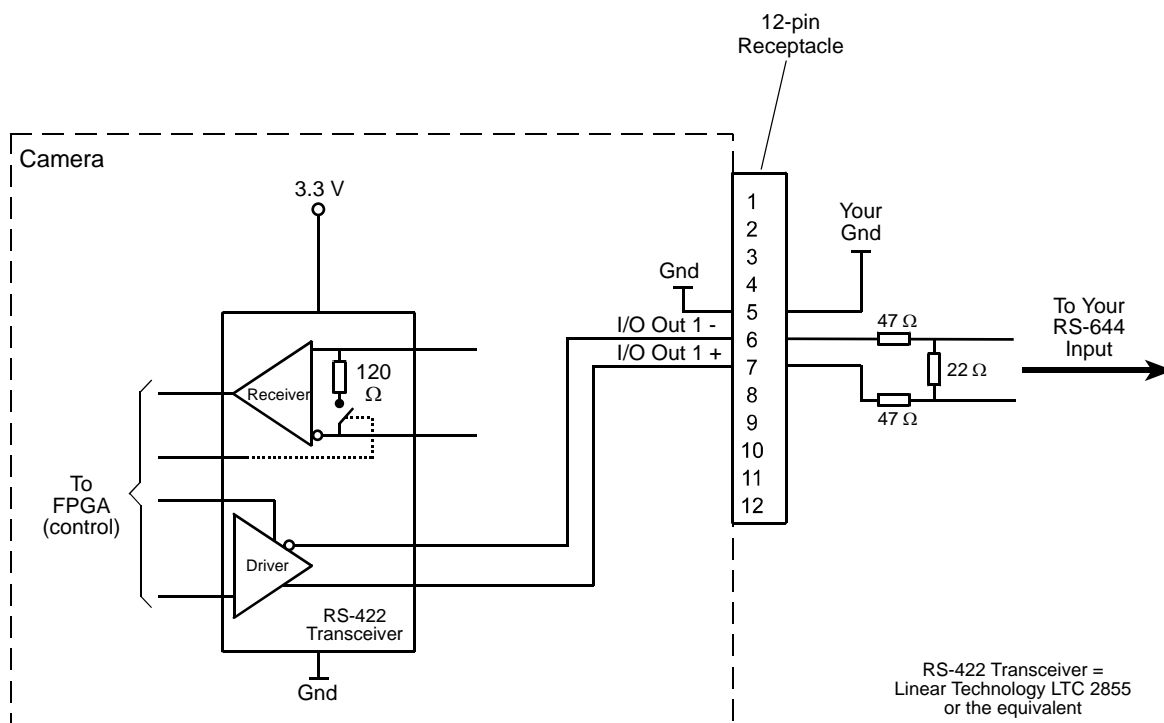 12-pin
Receptacle
Camera
3.3 V
1
2
3
4
5
6
7
8
9
10
11
12
Your
Gnd
Gnd
I/O Out 1 -
I/O Out 1 +
47 Ω
22 Ω
47 Ω
To Your
RS-644
Input
120
Ω
Receiver
To
FPGA
(control)
Driver
RS-422
Transceiver
Gnd
RS-422 Transceiver =
Linear Technology LTC 2855
or the equivalent